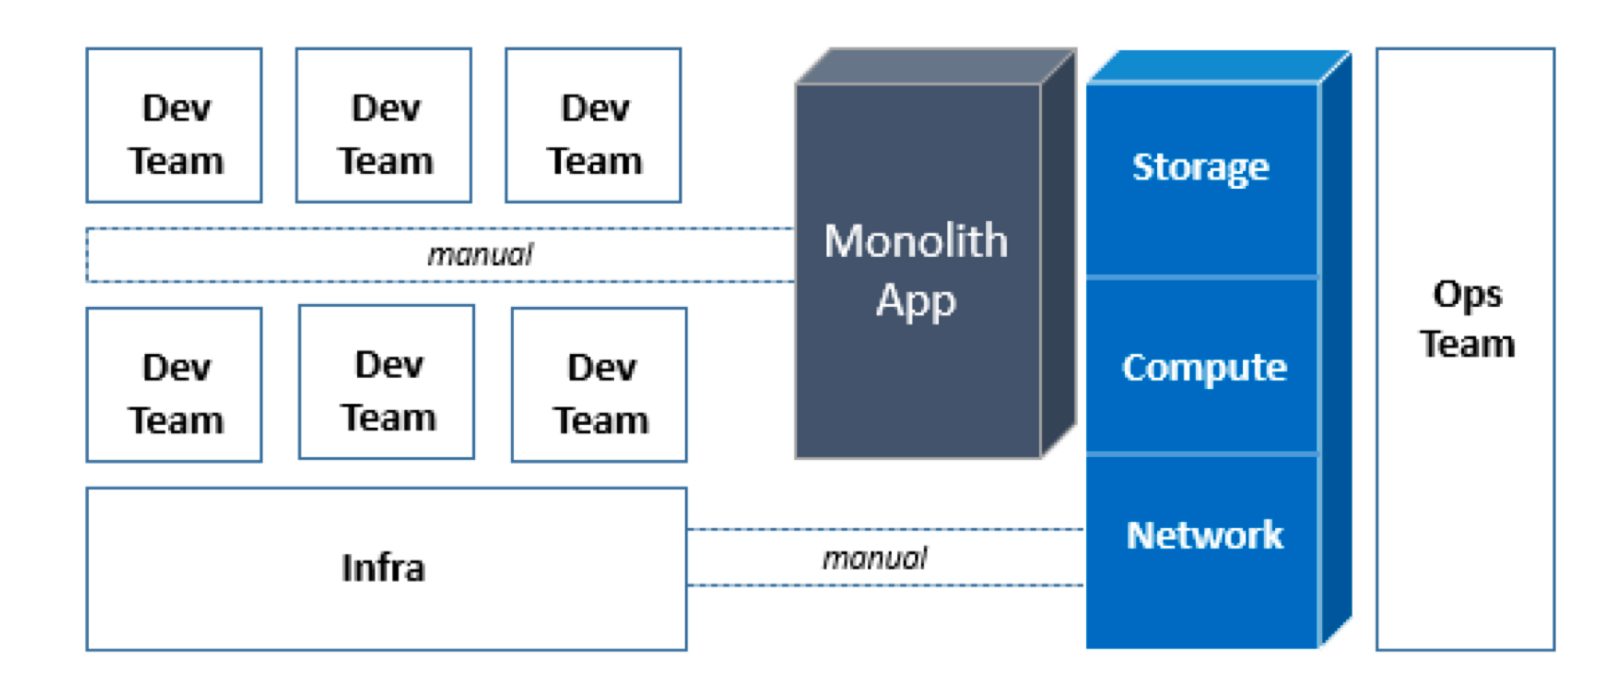 Dev
Team
Dev
Team
Dev
Team
manual
Dev
Team
Dev
Team
Dev
Team
Infra
manual
Monolith
App
Storage
Compute
Network
Ops
Team